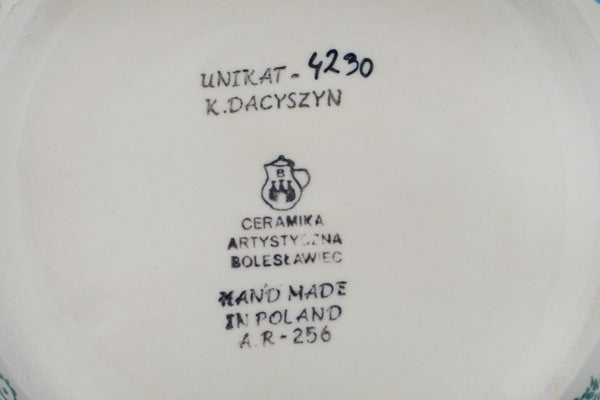 UNIKAT - 4230
K. DACYSZYN
B
CERAMIKA
ARTYSTYCZNA
BOLESŁAWIEC
HAND MADE
IN POLAND
A.R - 256